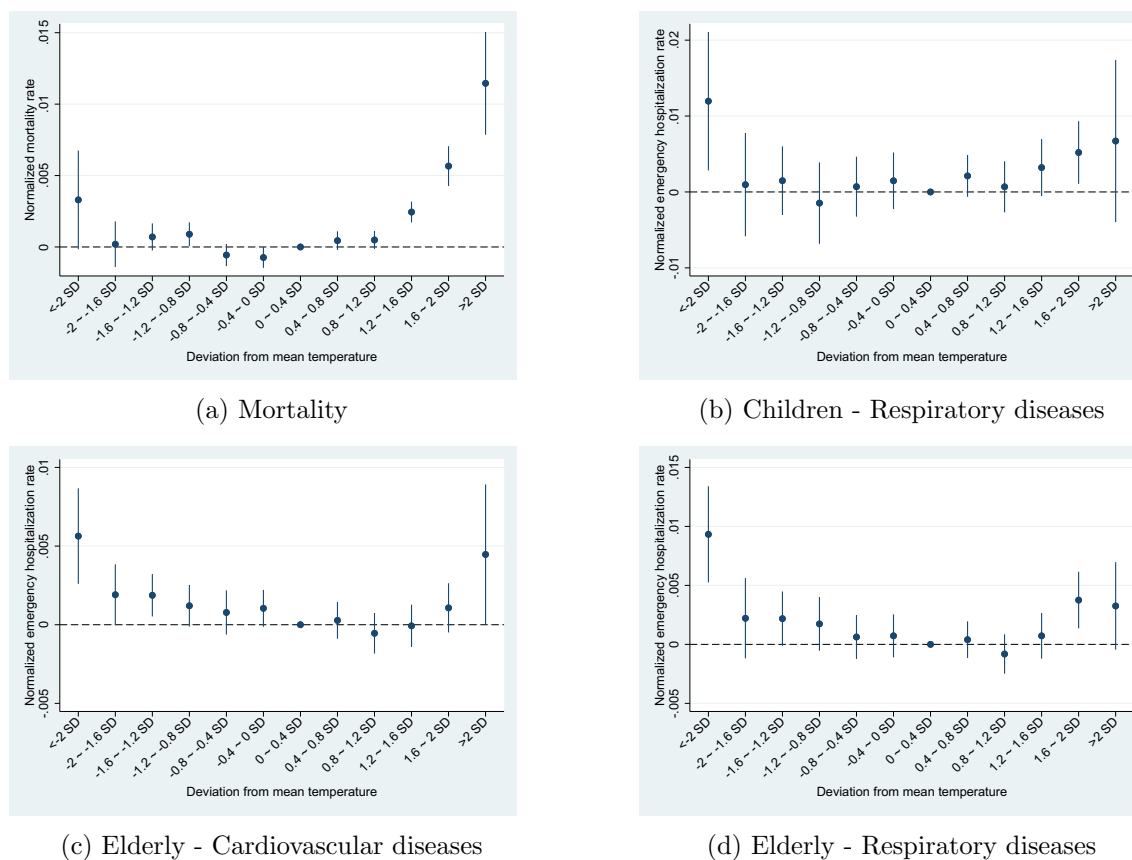 Normalized mortality rate
.015
.01
.005
0
<-2 SD
-2 ~ -1.6 SD
-1.6 ~ -1.2 SD
-1.2 ~ -0.8 SD
-0.8 ~ -0.4 SD
-0.4 ~ 0 SD
0 ~ 0.4 SD
0.4 ~ 0.8 SD
0.8 ~ 1.2 SD
1.2 ~ 1.6 SD
1.6 ~ 2 SD
>2 SD
Deviation from mean temperature
(a) Mortality
Normalized emergency hospitalization rate
.02
.01
0
-.01
<-2 SD
-2 ~ -1.6 SD
-1.6 ~ -1.2 SD
-1.2 ~ -0.8 SD
-0.8 ~ -0.4 SD
-0.4 ~ 0 SD
0 ~ 0.4 SD
0.4 ~ 0.8 SD
0.8 ~ 1.2 SD
1.2 ~ 1.6 SD
1.6 ~ 2 SD
>2 SD
Deviation from mean temperature
(b) Children - Respiratory diseases
Normalized emergency hospitalization rate
.01
.005
0
-.005
<-2 SD
-2 ~ -1.6 SD
-1.6 ~ -1.2 SD
-1.2 ~ -0.8 SD
-0.8 ~ -0.4 SD
-0.4 ~ 0 SD
0 ~ 0.4 SD
0.4 ~ 0.8 SD
0.8 ~ 1.2 SD
1.2 ~ 1.6 SD
1.6 ~ 2 SD
>2 SD
Deviation from mean temperature
(c) Elderly - Cardiovascular diseases
Normalized emergency hospitalization rate
.015
.01
.005
0
-.005
<-2 SD
-2 ~ -1.6 SD
-1.6 ~ -1.2 SD
-1.2 ~ -0.8 SD
-0.8 ~ -0.4 SD
-0.4 ~ 0 SD
0 ~ 0.4 SD
0.4 ~ 0.8 SD
0.8 ~ 1.2 SD
1.2 ~ 1.6 SD
1.6 ~ 2 SD
>2 SD
Deviation from mean temperature
(d) Elderly - Respiratory diseases